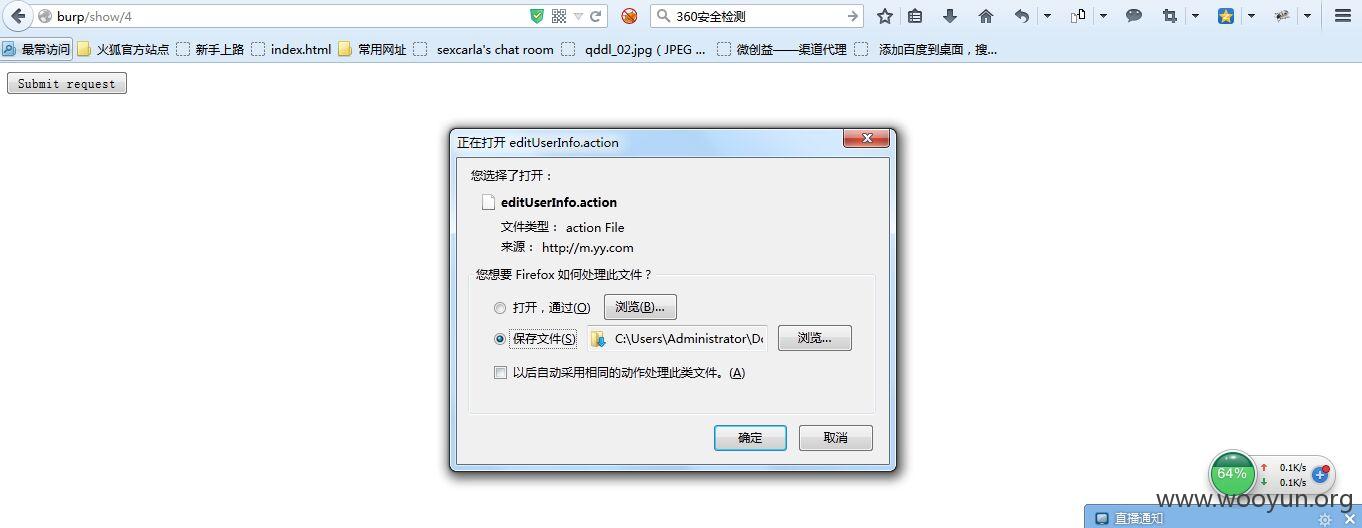 burp/show/4
360安全检测
最常访问 火狐官方站点 新手上路 index.html 常用网址 sexcarla's chat room qddl_02.jpg ( JPEG ... 微创益——渠道代理 添加百度到桌面，搜...
Submit request
正在打开 editUserInfo.action
您选择了打开：
editUserInfo.action
文件类型： action File
来源： http://m.yy.com
您想要 Firefox 如何处理此文件？
打开，通过(O) 浏览(B)...
保存文件(S) C:\Users\Administrator\Do 浏览...
以后自动采用相同的动作处理此类文件。(A)
确定 取消
64% 0.1K/s
0.1K/s
www.wooyun.org
直播通知